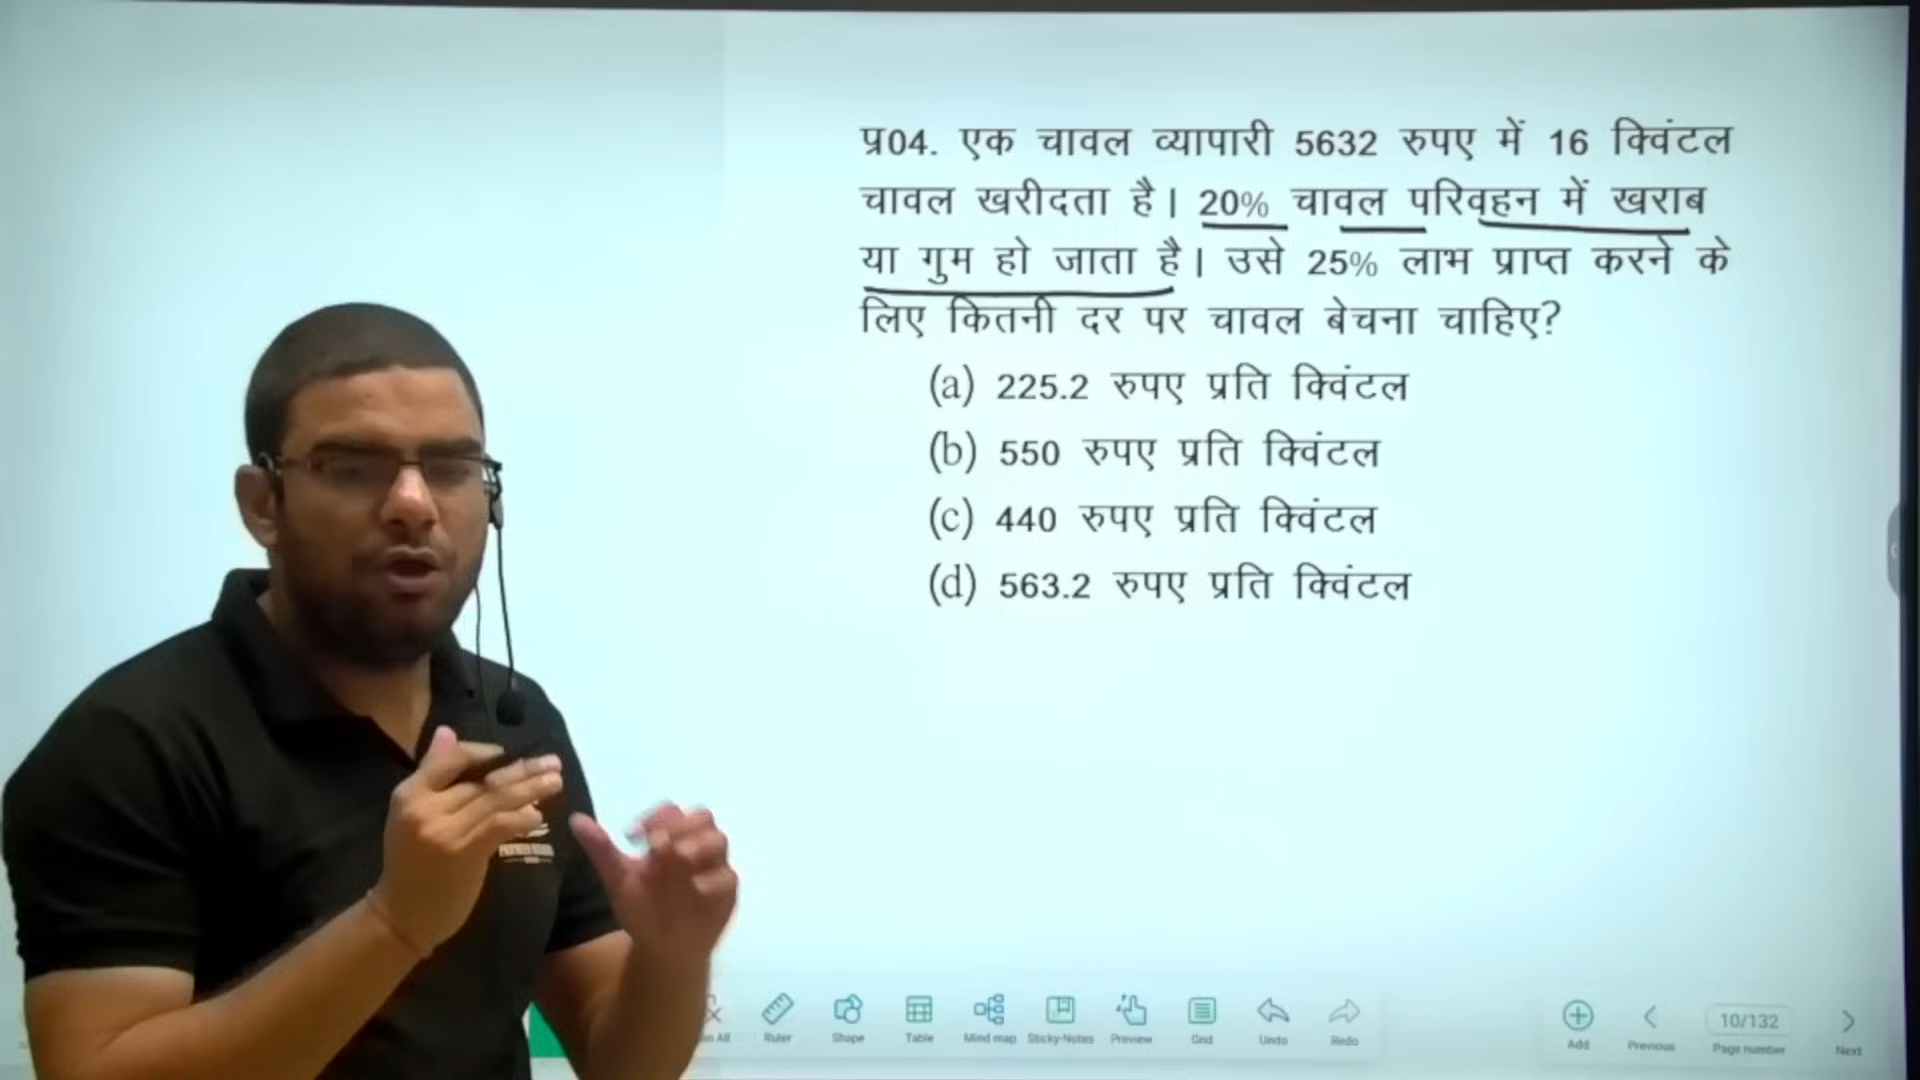 प्र04. एक चावल व्यापारी 5632 रुपए में 16 क्विंटल
चावल खरीदता है। 20% चावल परिवहन में खराब
या गुम हो जाता है। उसे 25% लाभ प्राप्त करने के
लिए कितनी दर पर चावल बेचना चाहिए?
(a) 225.2 रुपए प्रति क्विंटल
(b) 550 रुपए प्रति क्विंटल
(c) 440 रुपए प्रति क्विंटल
(d) 563.2 रुपए प्रति क्विंटल
Ruler Shape Table Mind map Sticky-Notes Preview Grid Undo Redo
Add Previous 10/132 Page number Next